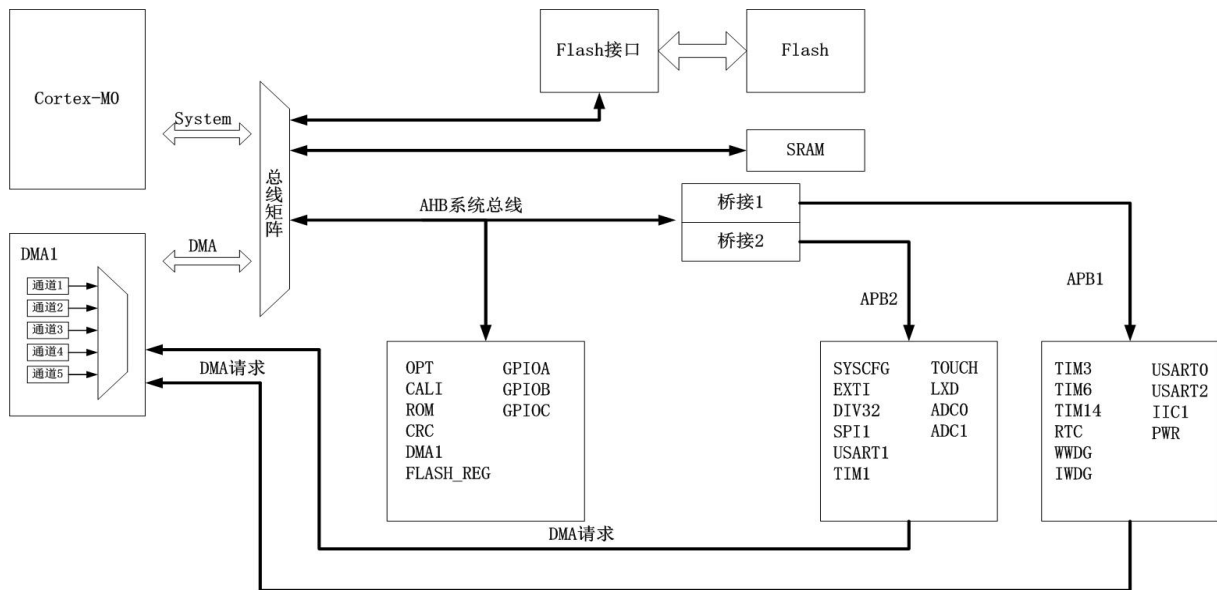 Cortex-M0
System
总线矩阵
Flash接口
Flash
SRAM
AHB系统总线
桥接1
桥接2
DMA1
通道1
通道2
通道3
通道4
通道5
DMA
DMA请求
APB2
APB1
OPT
CALI
ROM
CRC
DMA1
FLASH_REG
GPIOA
GPIOB
GPIOC
SYSCFG
EXTI
DIV32
SPI1
USART1
TIM1
TOUCH
LXD
ADC0
ADC1
TIM3
TIM6
TIM14
RTC
WWDG
IWDG
USART0
USART2
IIC1
PWR
DMA请求